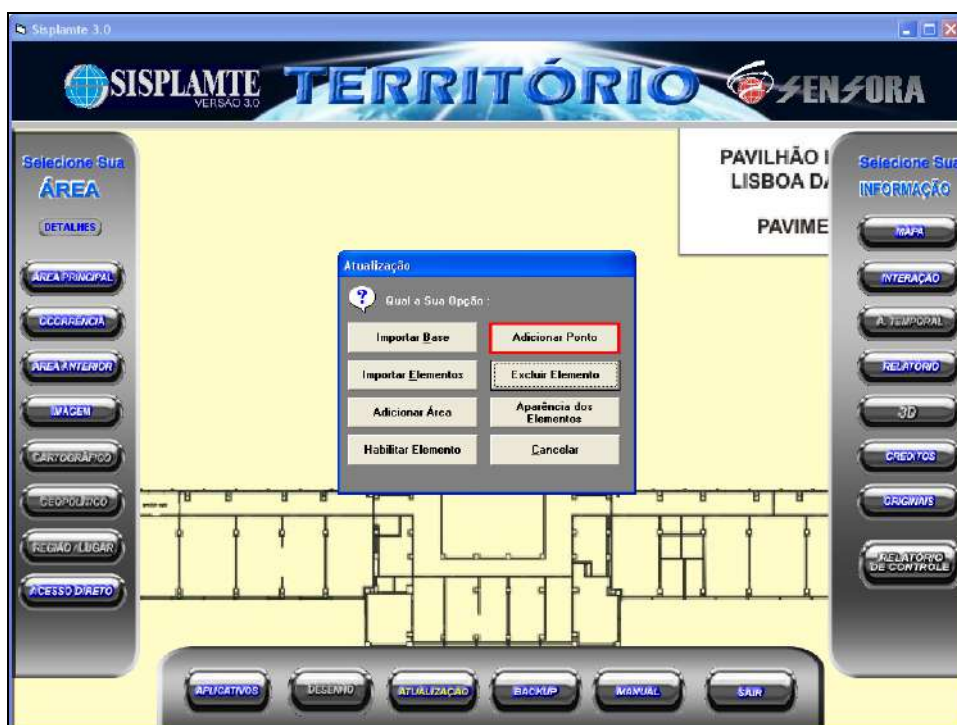 Sisplamte 3.0
SISPLAMTE
VERSÃO 3.0
TERRITÓRIO
SENSORA
Selecione Sua
ÁREA
DETALHES
ÁREA PRINCIPAL
OCORRÊNCIA
ÁREA ANTERIOR
IMAGEM
CARTOGRÁFICO
GEOPOLÍTICO
REGIÃO / LUGAR
ACESSO DIRETO
PAVILHÃO
LISBOA
PAVIME
Atualização
Qual a Sua Opção :
Importar Base
Adicionar Ponto
Importar Elementos
Excluir Elemento
Adicionar Área
Aparência dos
Elementos
Habilitar Elemento
Cancelar
Selecione Sua
INFORMAÇÃO
MAPA
INTERAÇÃO
A. TEMPORAL
RELATÓRIO
3D
CRÉDITOS
ORIGINAIS
RELATÓRIO
DE CONTROLE
APLICATIVOS
DESENHO
ATUALIZAÇÃO
BACKUP
MANUAL
SAIR